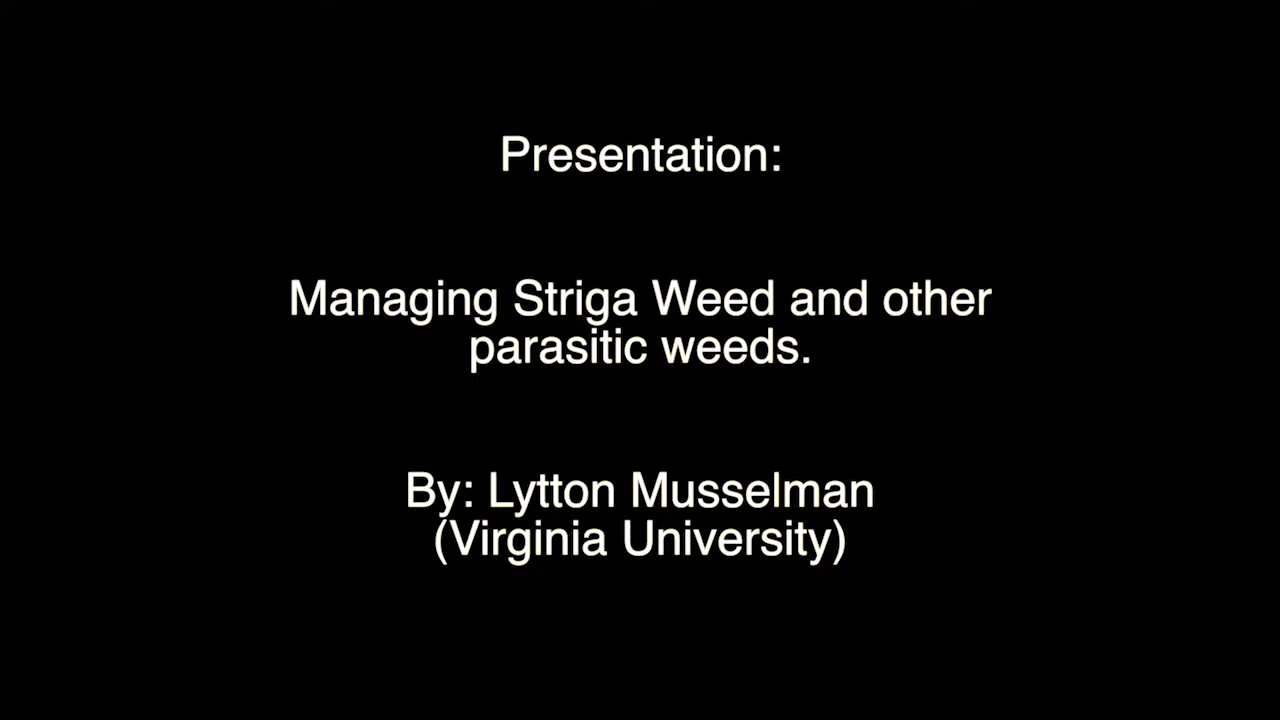 Presentation:
Managing Striga Weed and other
parasitic weeds.
By: Lytton Musselman
(Virginia University)